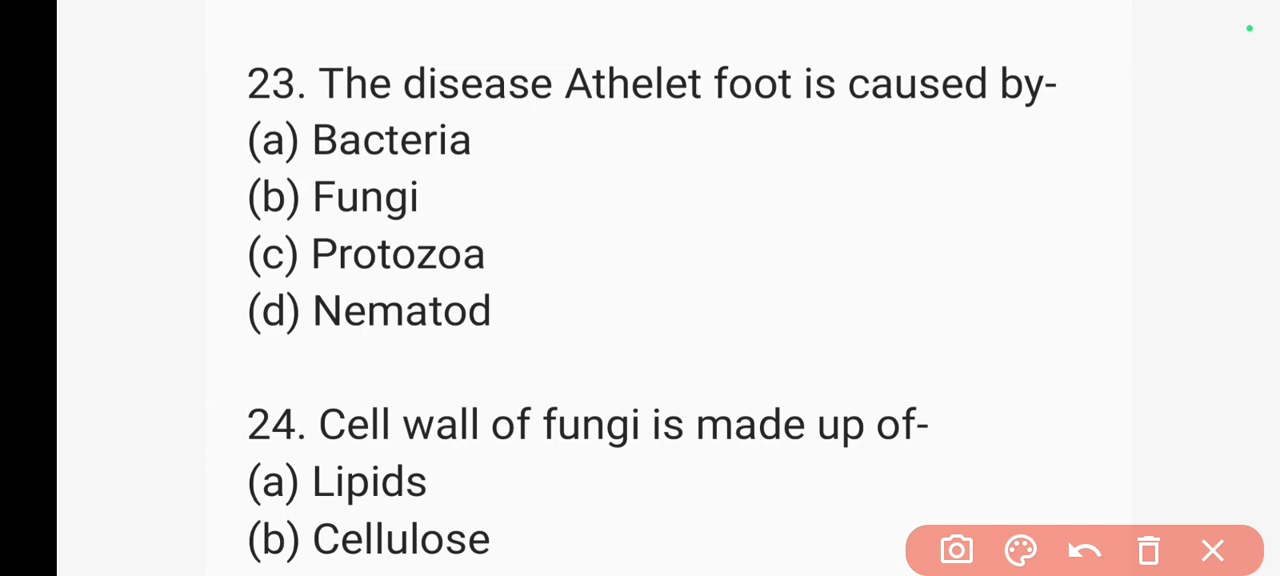 23. The disease Athelet foot is caused by-
(a) Bacteria
(b) Fungi
(c) Protozoa
(d) Nematod
24. Cell wall of fungi is made up of-
(a) Lipids
(b) Cellulose